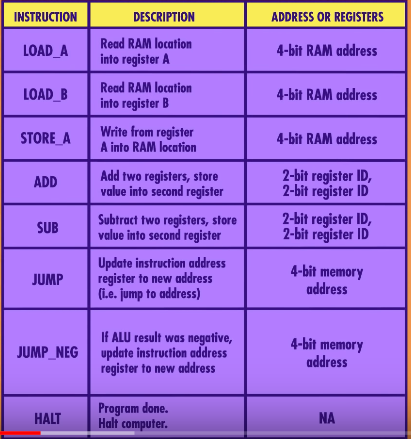 INSTRUCTION DESCRIPTION ADDRESS OR REGISTERS
LOAD_A
Read RAM location
into register A
4-bit RAM address
LOAD_B
Read RAM location
into register B
4-bit RAM address
STORE_A
Write from register
A into RAM location
4-bit RAM address
ADD
Add two registers, store
value into second register
2-bit register ID,
2-bit register ID
SUB
Subtract two registers, store
value into second register
2-bit register ID,
2-bit register ID
JUMP
Update instruction address
register to new address
(i.e. jump to address)
4-bit memory
address
JUMP_NEG
If ALU result was negative,
update instruction address
register to new address
4-bit memory
address
HALT
Program done.
Halt computer.
NA